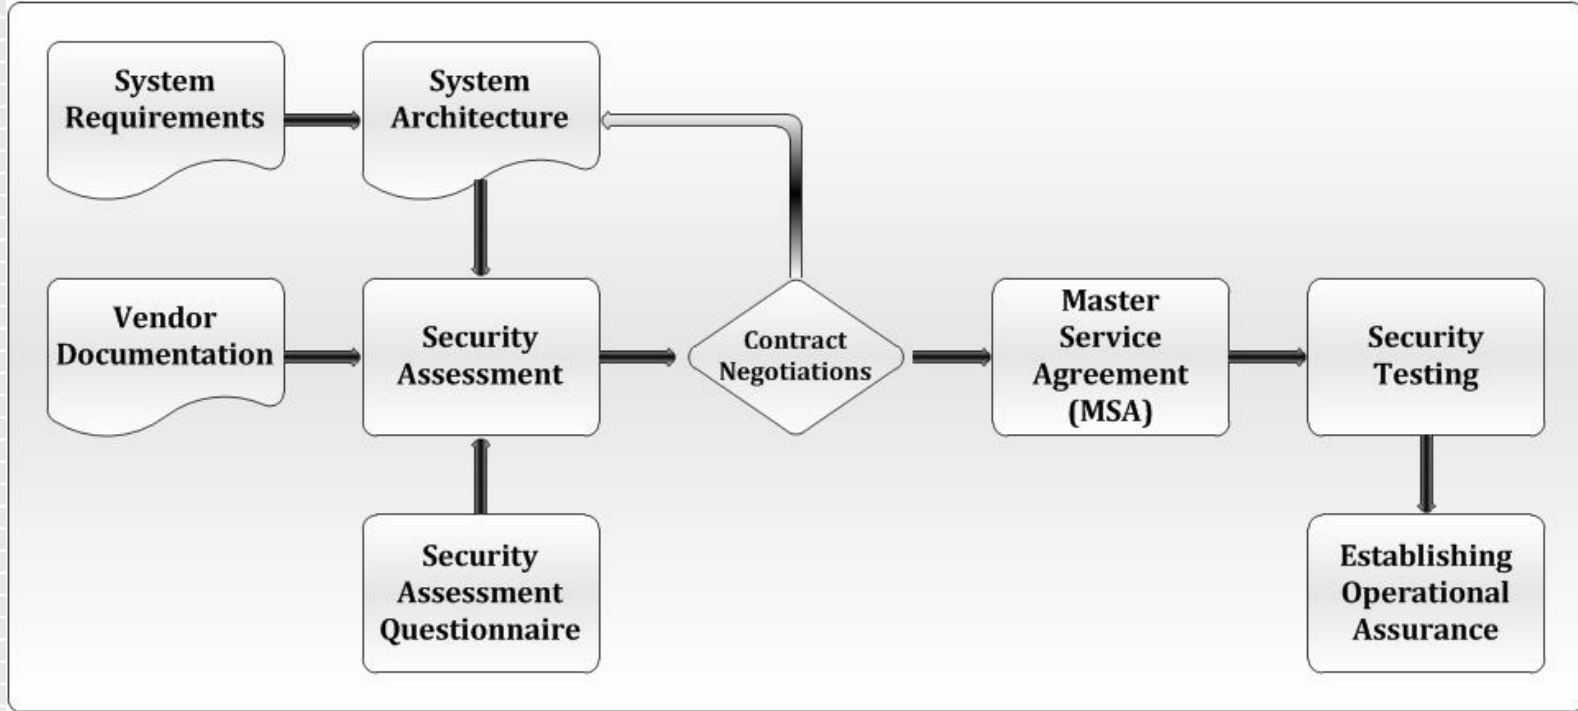 System
Requirements
System
Architecture
Vendor
Documentation
Security
Assessment
Contract
Negotiations
Master
Service
Agreement
(MSA)
Security
Testing
Security
Assessment
Questionnaire
Establishing
Operational
Assurance